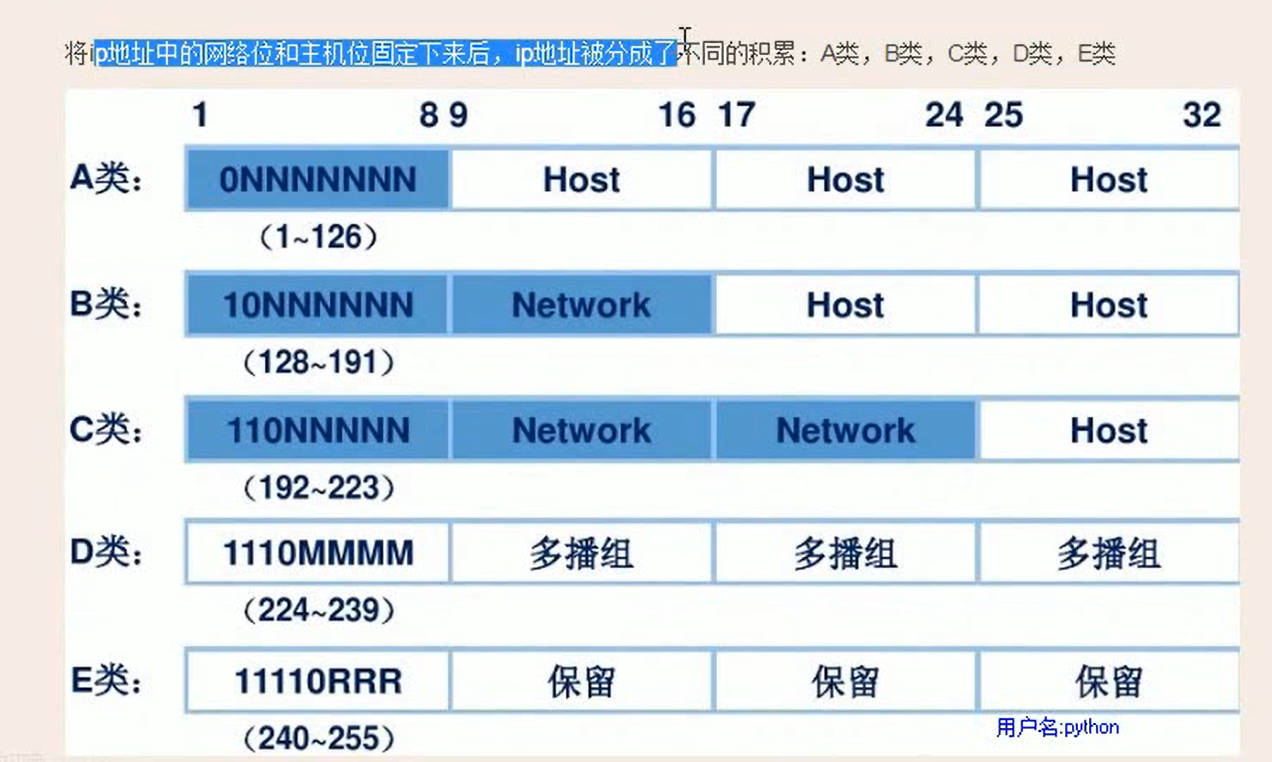 将ip地址中的网络位和主机位固定下来后，ip地址被分成了不同的积累：A类，B类，C类，D类，E类
1 8 9 16 17 24 25 32
A类： 0NNNNNNN Host Host Host
（1~126）
B类： 10NNNNNN Network Host Host
（128~191）
C类： 110NNNNN Network Network Host
（192~223）
D类： 1110MMMM 多播组 多播组 多播组
（224~239）
E类： 11110RRR 保留 保留 保留
（240~255）
用户名:python